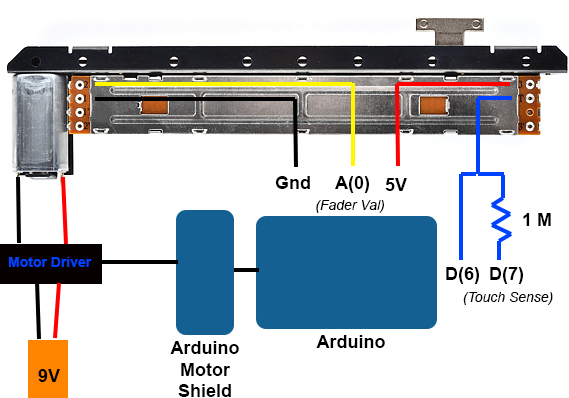 Gnd
A(0)
5V
(Fader Val)
1 M
D(6) D(7)
(Touch Sense)
Motor Driver
Arduino
Arduino
Motor
Shield
9V